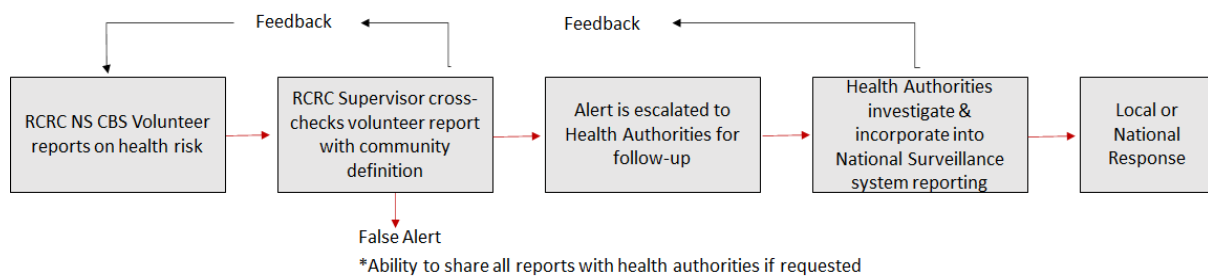 Feedback
Feedback
RCRC NS CBS Volunteer
reports on health risk
RCRC Supervisor cross-
checks volunteer report
with community
definition
Alert is escalated to
Health Authorities for
follow-up
Health Authorities
investigate &
incorporate into
National Surveillance
system reporting
Local or
National
Response
False Alert
*Ability to share all reports with health authorities if requested